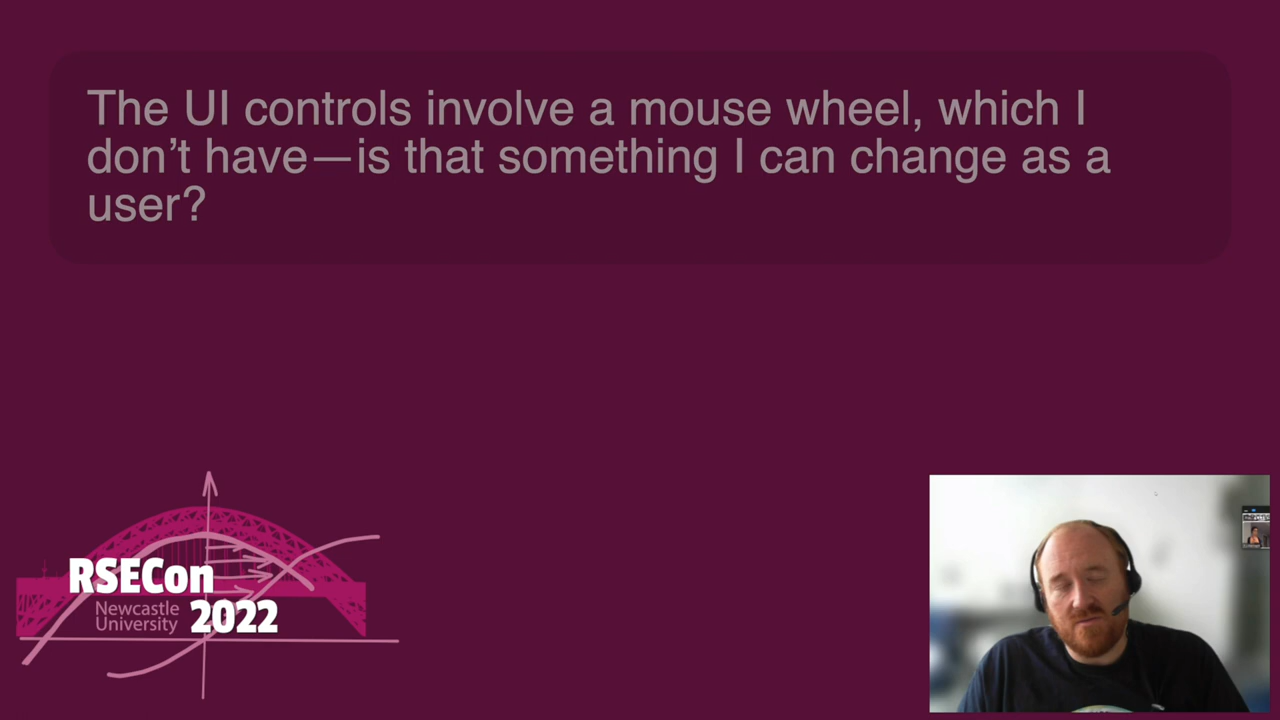 The UI controls involve a mouse wheel, which I
don’t have—is that something I can change as a
user?
RSECon
Newcastle
University 2022